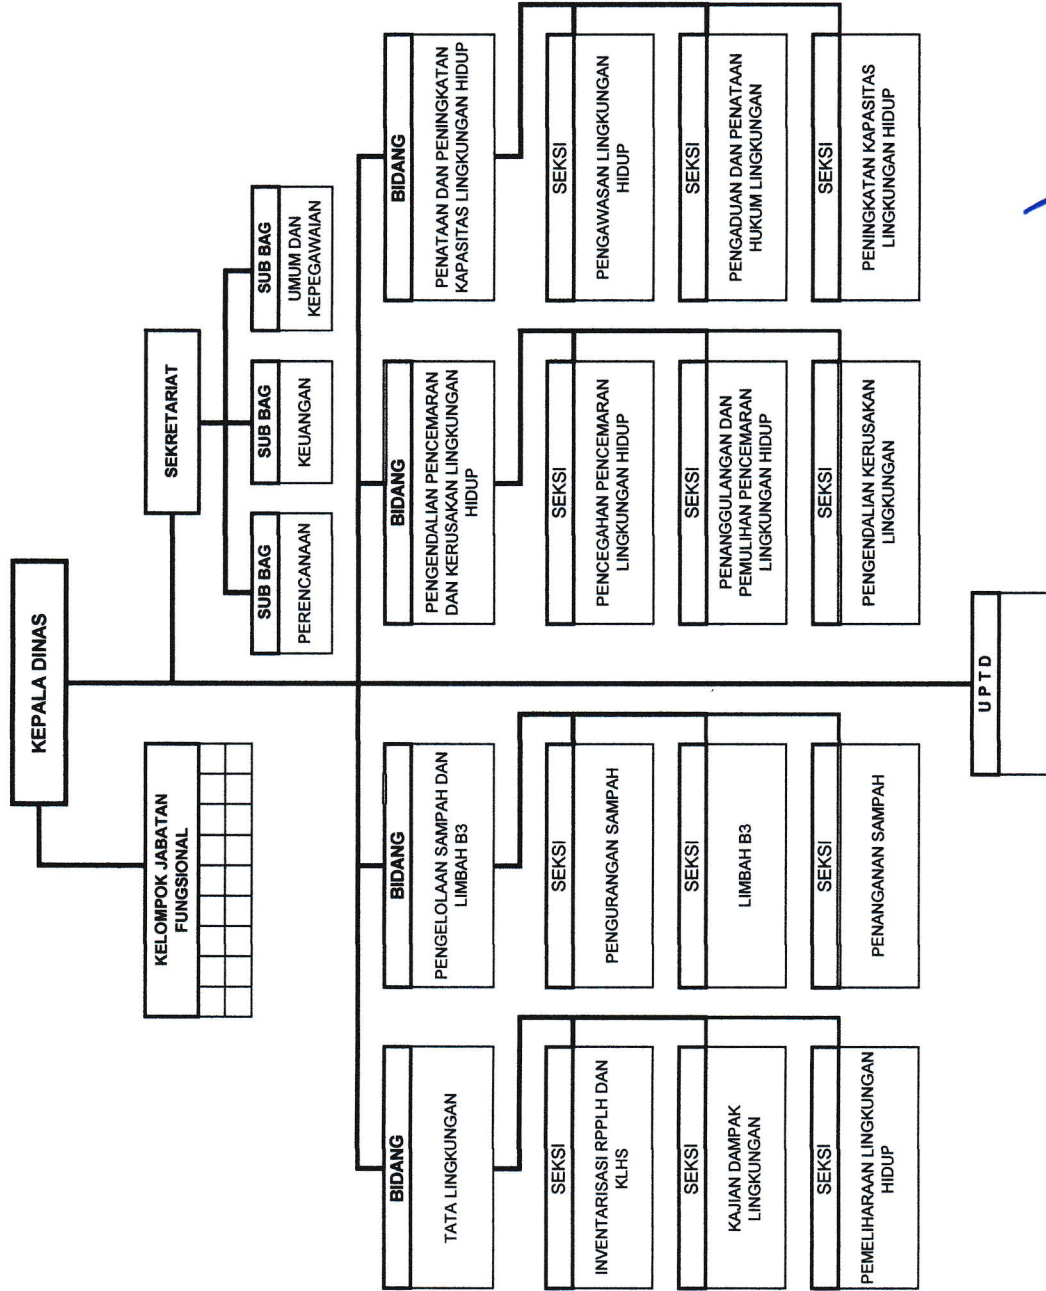 KEPALA DINAS
KELOMPOK JABATAN
FUNGSIONAL
SEKRETARIAT
SUB BAG
PERENCANAAN
SUB BAG
KEUANGAN
SUB BAG
UMUM DAN
KEPEGAWAIAN
BIDANG
TATA LINGKUNGAN
SEKSI
INVENTARISASI RPPLH DAN
KLHS
SEKSI
KAJIAN DAMPAK
LINGKUNGAN
SEKSI
PEMELIHARAAN LINGKUNGAN
HIDUP
BIDANG
PENGELOLAAN SAMPAH DAN
LIMBAH B3
SEKSI
PENGURANGAN SAMPAH
SEKSI
LIMBAH B3
SEKSI
PENANGANAN SAMPAH
BIDANG
PENGENDALIAN PENCEMARAN
DAN KERUSAKAN LINGKUNGAN
HIDUP
SEKSI
PENCEGAHAN PENCEMARAN
LINGKUNGAN HIDUP
SEKSI
PENANGGULANGAN DAN
PEMULIHAN PENCEMARAN
LINGKUNGAN HIDUP
SEKSI
PENGENDALIAN KERUSAKAN
LINGKUNGAN
BIDANG
PENATAAN DAN PENINGKATAN
KAPASITAS LINGKUNGAN HIDUP
SEKSI
PENGAWASAN LINGKUNGAN
HIDUP
SEKSI
PENGADUAN DAN PENATAAN
HUKUM LINGKUNGAN
SEKSI
PENINGKATAN KAPASITAS
LINGKUNGAN HIDUP
U P T D